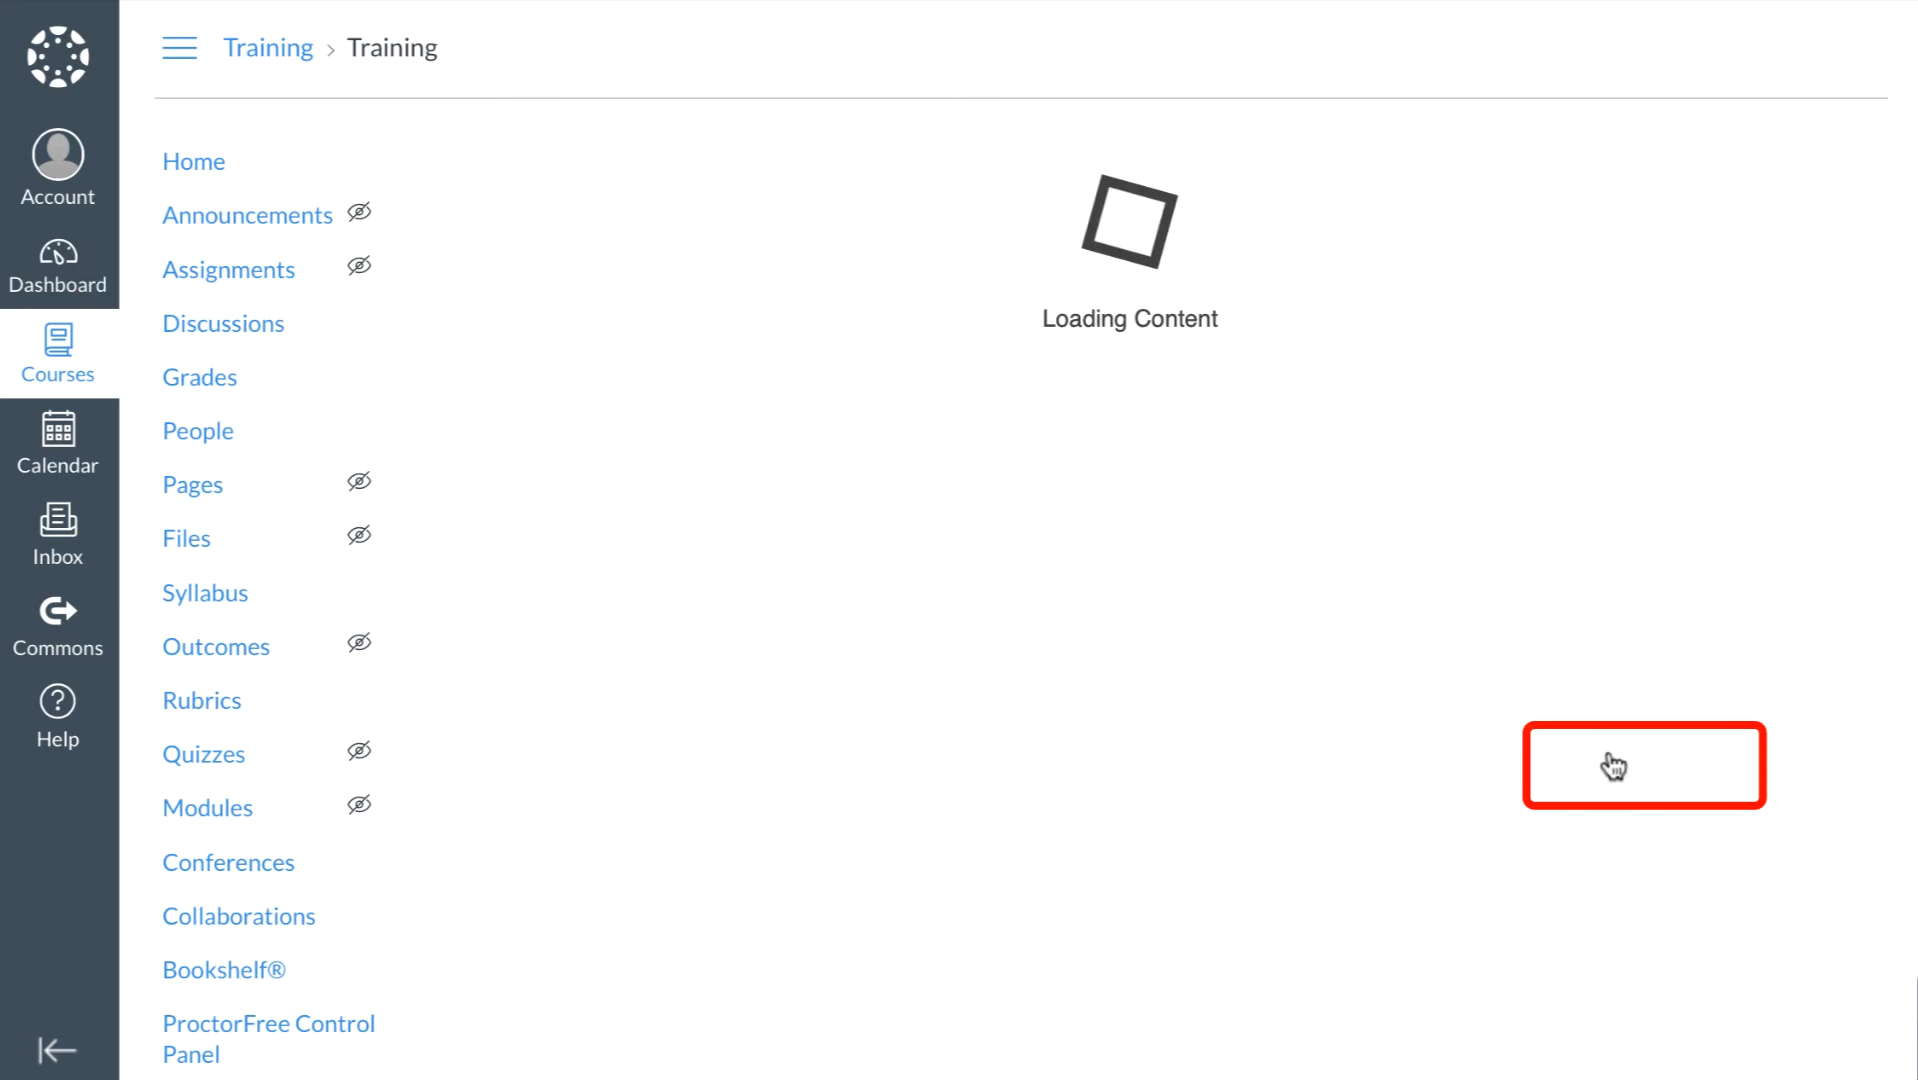 Training › Training
Account
Dashboard
Courses
Calendar
Inbox
Commons
Help
Home
Announcements
Assignments
Discussions
Grades
People
Pages
Files
Syllabus
Outcomes
Rubrics
Quizzes
Modules
Conferences
Collaborations
Bookshelf®
ProctorFree Control
Panel
Loading Content